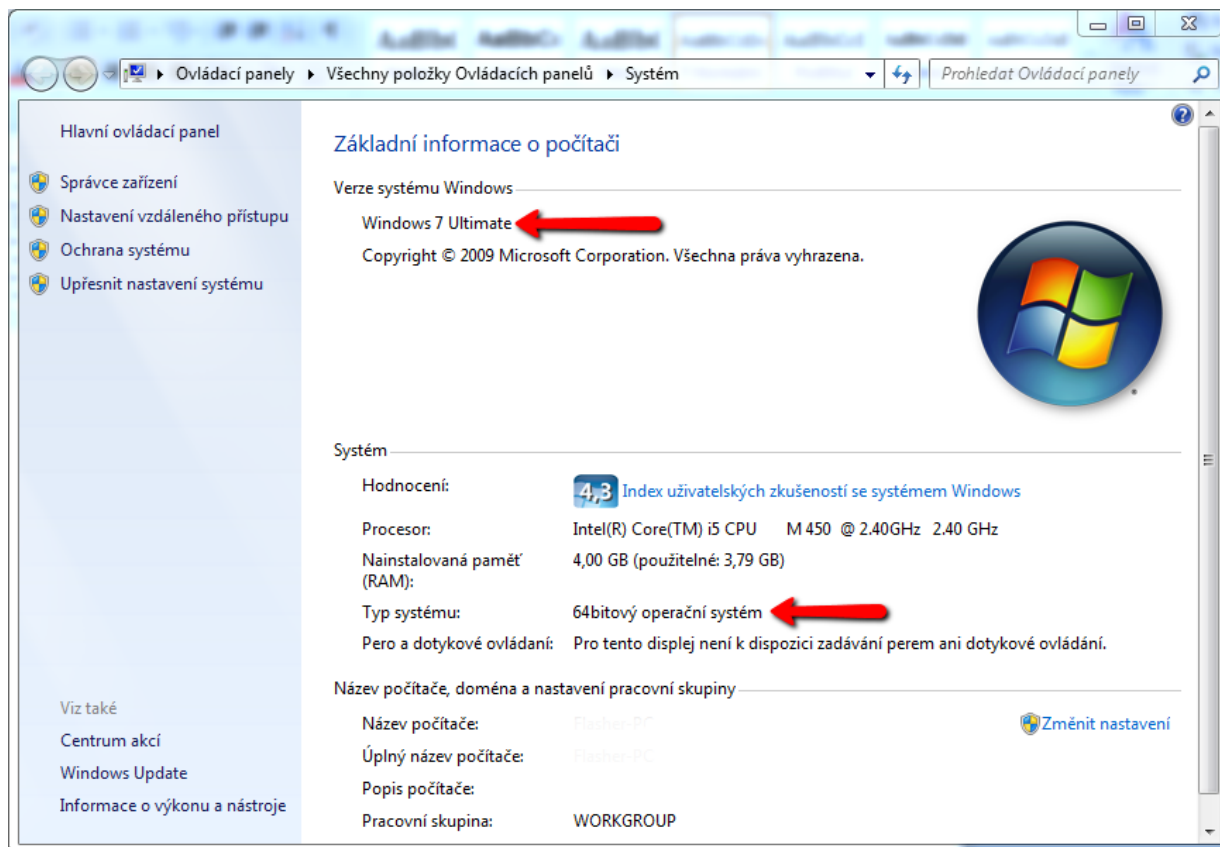 Ovládací panely ▸ Všechny položky Ovládacích panelů ▸ Systém
Prohledat Ovládací panely
Hlavní ovládací panel
Správce zařízení
Nastavení vzdáleného přístupu
Ochrana systému
Upřesnit nastavení systému
Viz také
Centrum akcí
Windows Update
Informace o výkonu a nástroje
Základní informace o počítači
Verze systému Windows
Windows 7 Ultimate
Copyright © 2009 Microsoft Corporation. Všechna práva vyhrazena.
Systém
Hodnocení: 4,3 Index uživatelských zkušeností se systémem Windows
Procesor: Intel(R) Core(TM) i5 CPU M 450 @ 2.40GHz 2.40 GHz
Nainstalovaná paměť 4,00 GB (použitelné: 3,79 GB)
(RAM):
Typ systému: 64bitový operační systém
Pero a dotykové ovládaní: Pro tento displej není k dispozici zadávání perem ani dotykové ovládání.
Název počítače, doména a nastavení pracovní skupiny
Název počítače: Flasher-PC
Změnit nastavení
Úplný název počítače: Flasher-PC
Popis počítače:
Pracovní skupina: WORKGROUP